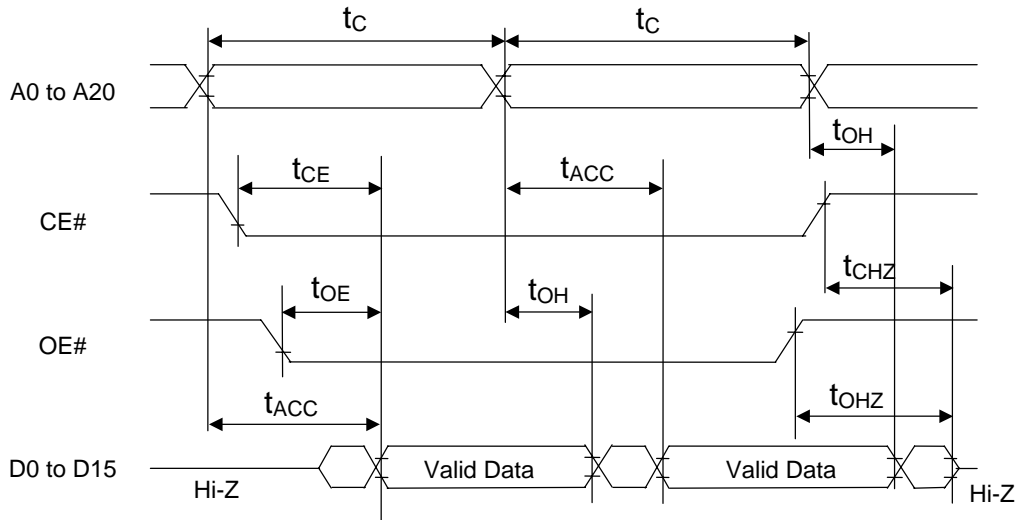 tC tC
A0 to A20
tOH
tCE tACC
CE#
tCHZ
tOE tOH
OE#
tACC tOHZ
D0 to D15 Valid Data Valid Data
Hi-Z Hi-Z